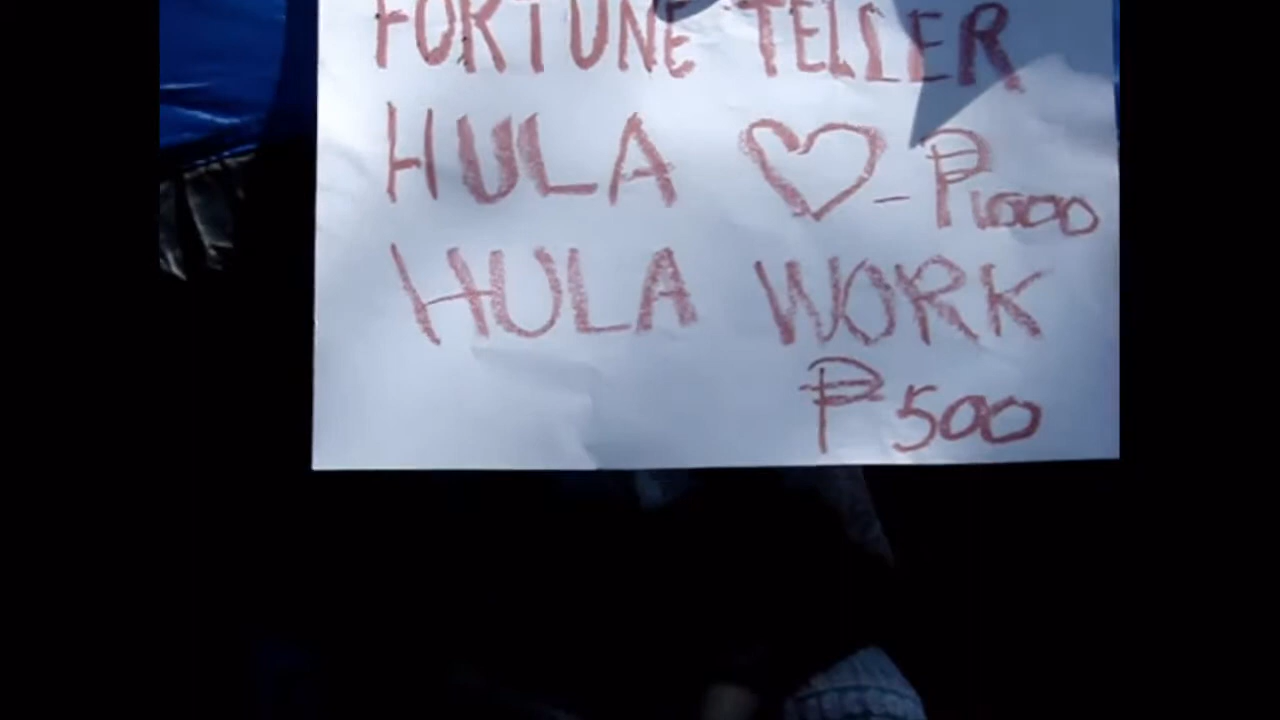 FORTUNE TELLER
HULA ♡ - ₱1000
HULA WORK
₱500